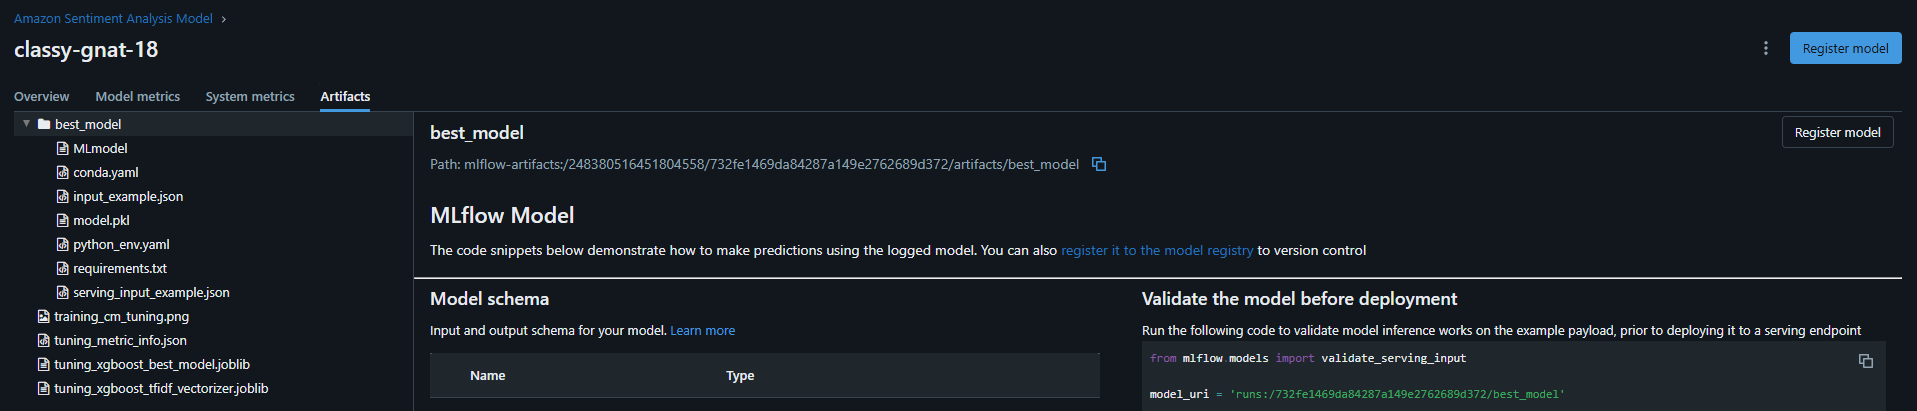 Amazon Sentiment Analysis Model
classy-gnat-18
Register model
Overview Model metrics System metrics Artifacts
best_model
MLmodel
conda.yaml
input_example.json
model.pkl
python_env.yaml
requirements.txt
serving_input_example.json
training_cm_tuning.png
tuning_metric_info.json
tuning_xgboost_best_model.joblib
tuning_xgboost_tfidf_vectorizer.joblib
best_model
Register model
Path: mlflow-artifacts:/248380516451804558/732fe1469da84287a149e2762689d372/artifacts/best_model
MLflow Model
The code snippets below demonstrate how to make predictions using the logged model. You can also register it to the model registry to version control
Model schema
Input and output schema for your model. Learn more
Name Type
Validate the model before deployment
Run the following code to validate model inference works on the example payload, prior to deploying it to a serving endpoint
from mlflow.models import validate_serving_input
model_uri = 'runs:/732fe1469da84287a149e2762689d372/best_model'